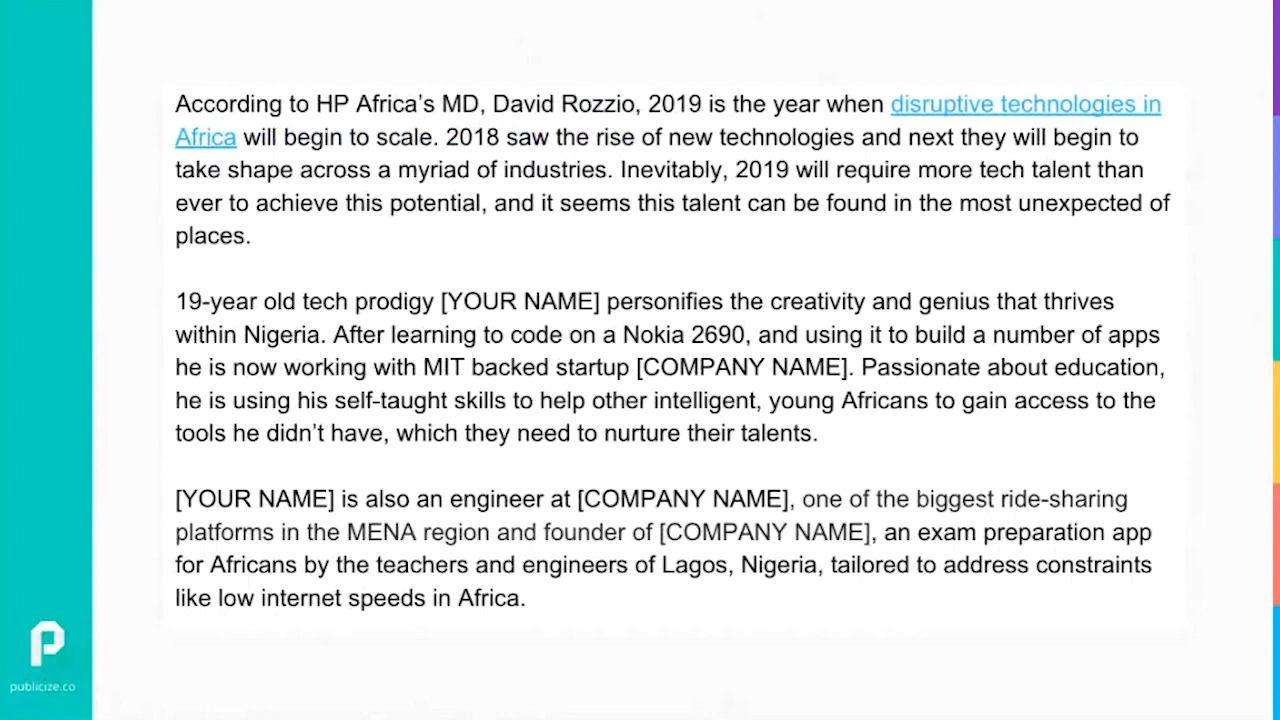 According to HP Africa’s MD, David Rozzio, 2019 is the year when disruptive technologies in
Africa will begin to scale. 2018 saw the rise of new technologies and next they will begin to
take shape across a myriad of industries. Inevitably, 2019 will require more tech talent than
ever to achieve this potential, and it seems this talent can be found in the most unexpected of
places.
19-year old tech prodigy [YOUR NAME] personifies the creativity and genius that thrives
within Nigeria. After learning to code on a Nokia 2690, and using it to build a number of apps
he is now working with MIT backed startup [COMPANY NAME]. Passionate about education,
he is using his self-taught skills to help other intelligent, young Africans to gain access to the
tools he didn’t have, which they need to nurture their talents.
[YOUR NAME] is also an engineer at [COMPANY NAME], one of the biggest ride-sharing
platforms in the MENA region and founder of [COMPANY NAME], an exam preparation app
for Africans by the teachers and engineers of Lagos, Nigeria, tailored to address constraints
like low internet speeds in Africa.
publicize.co